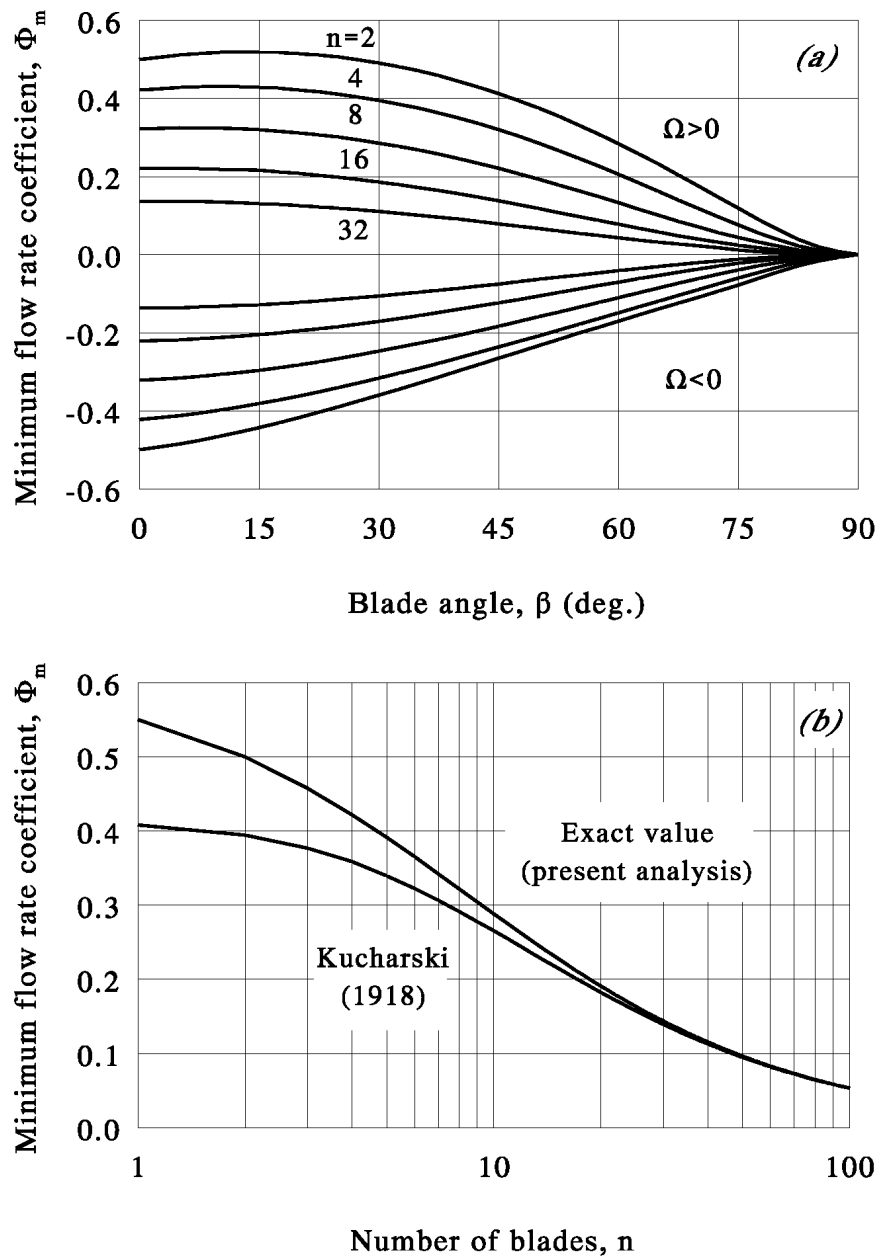 Minimum flow rate coefficient, Φm
0.6
0.4
0.2
0.0
-0.2
-0.4
-0.6
n=2
4
8
16
32
(a)
Ω>0
Ω<0
0 15 30 45 60 75 90
Blade angle, β (deg.)
Minimum flow rate coefficient, Φm
0.6
0.5
0.4
0.3
0.2
0.1
0.0
(b)
Exact value
(present analysis)
Kucharski
(1918)
1 10 100
Number of blades, n